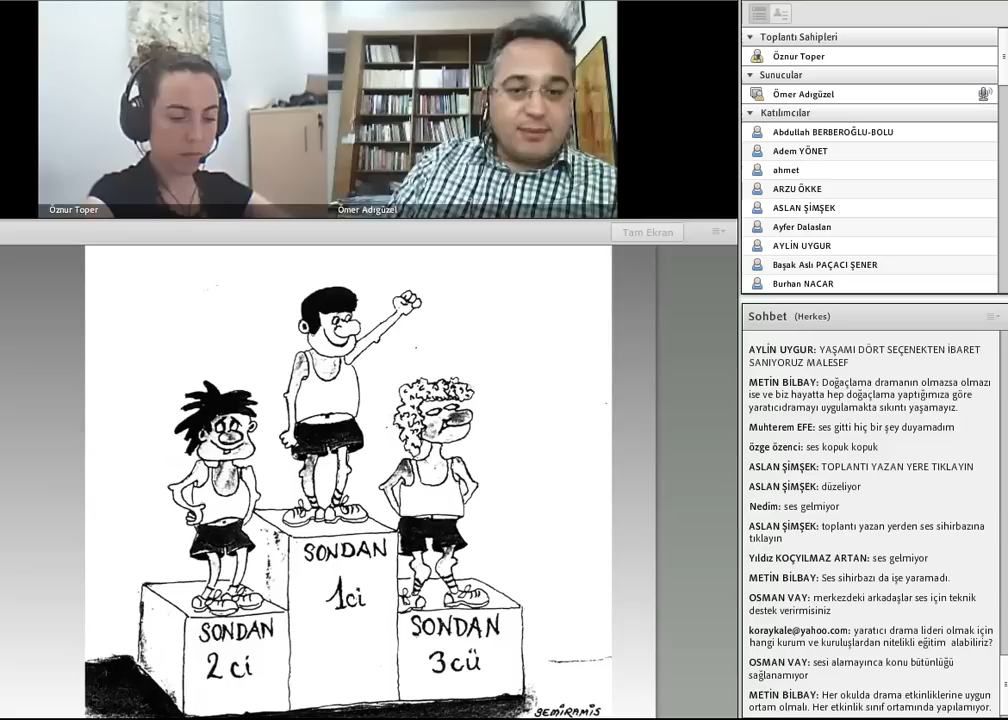 Öznur Toper
Ömer Adıgüzel
Tam Ekran
SONDAN
1ci
SONDAN
2 ci
SONDAN
3 cü
SEMİRAMİS
Toplantı Sahipleri
Öznur Toper
Sunucular
Ömer Adıgüzel
Katılımcılar
Abdullah BERBEROĞLU-BOLU
Adem YÖNET
ahmet
ARZU ÖKKE
ASLAN ŞİMŞEK
Ayfer Dalaslan
AYLİN UYGUR
Başak Aslı PAÇACI ŞENER
Burhan NACAR
Sohbet (Herkes)
AYLİN UYGUR: YAŞAMI DÖRT SEÇENEKTEN İBARET
SANIYORUZ MALESEF
METİN BİLBAY: Doğaçlama dramanın olmazsa olmazı
ise ve biz hayatta hep doğaçlama yaptığımıza göre
yaratıcıdramayı uygulamakta sıkıntı yaşamayız.
Muhterem EFE: ses gitti hiç bir şey duyamadım
özge özenci: ses kopuk kopuk
ASLAN ŞİMŞEK: TOPLANTI YAZAN YERE TIKLAYIN
ASLAN ŞİMŞEK: düzeliyor
Nedim: ses gelmiyor
ASLAN ŞİMŞEK: toplantı yazan yerden ses sihirbazına
tıklayın
Yıldız KOÇYILMAZ ARTAN: ses gelmiyor
METİN BİLBAY: Ses sihirbazı da işe yaramadı.
OSMAN VAY: merkezdeki arkadaşlar ses için teknik
destek verirmisiniz
koraykale@yahoo.com: yaratıcı drama lideri olmak için
hangi kurum ve kuruluşlardan nitelikli eğitim alabiliriz?
OSMAN VAY: sesi alamayınca konu bütünlüğü
sağlanamıyor
METİN BİLBAY: Her okulda drama etkinliklerine uygun
ortam olmalı. Her etkinlik sınıf ortamında yapılamıyor.